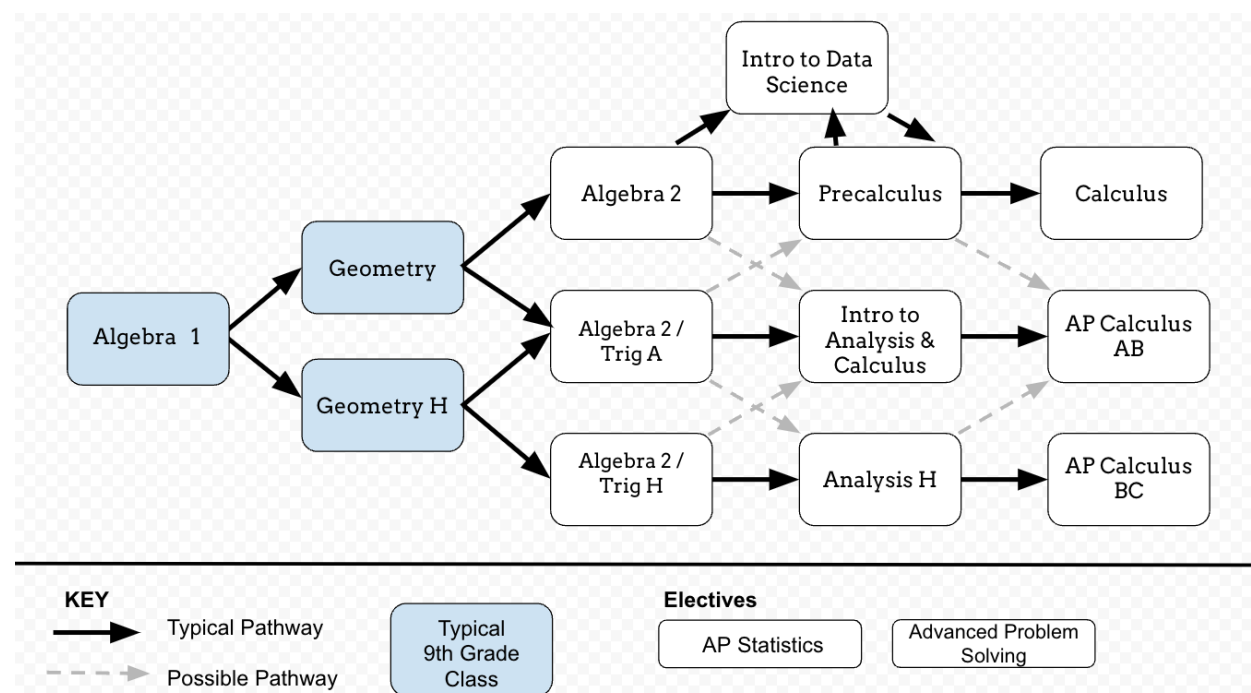 Intro to Data
Science
Algebra 2
Precalculus
Calculus
Geometry
Algebra 1
Algebra 2 /
Trig A
Intro to
Analysis &
Calculus
AP Calculus
AB
Geometry H
Algebra 2 /
Trig H
Analysis H
AP Calculus
BC
KEY
Typical Pathway
Possible Pathway
Typical
9th Grade
Class
Electives
AP Statistics
Advanced Problem
Solving